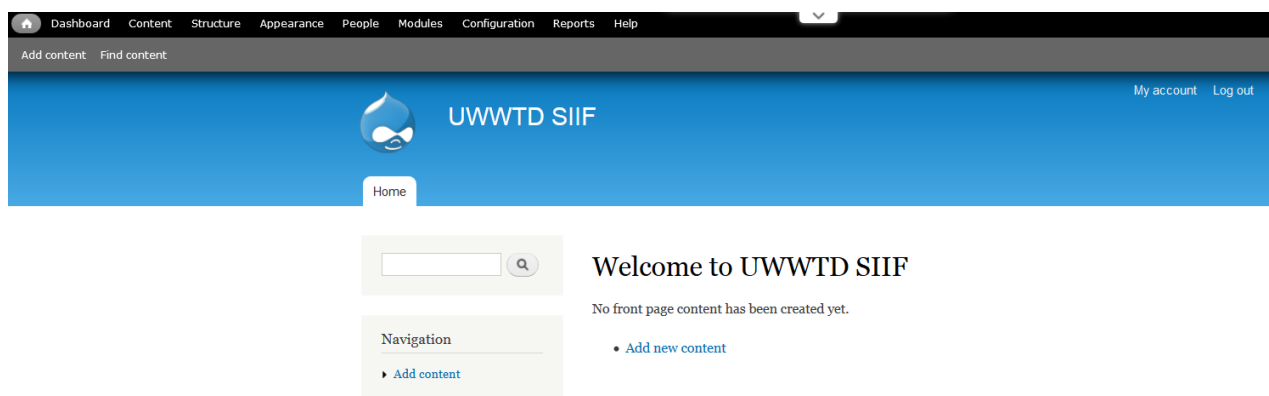 Dashboard Content Structure Appearance People Modules Configuration Reports Help
Add content Find content
My account Log out
UWWTD SIIF
Home
Welcome to UWWTD SIIF
No front page content has been created yet.
Navigation
Add new content
Add content